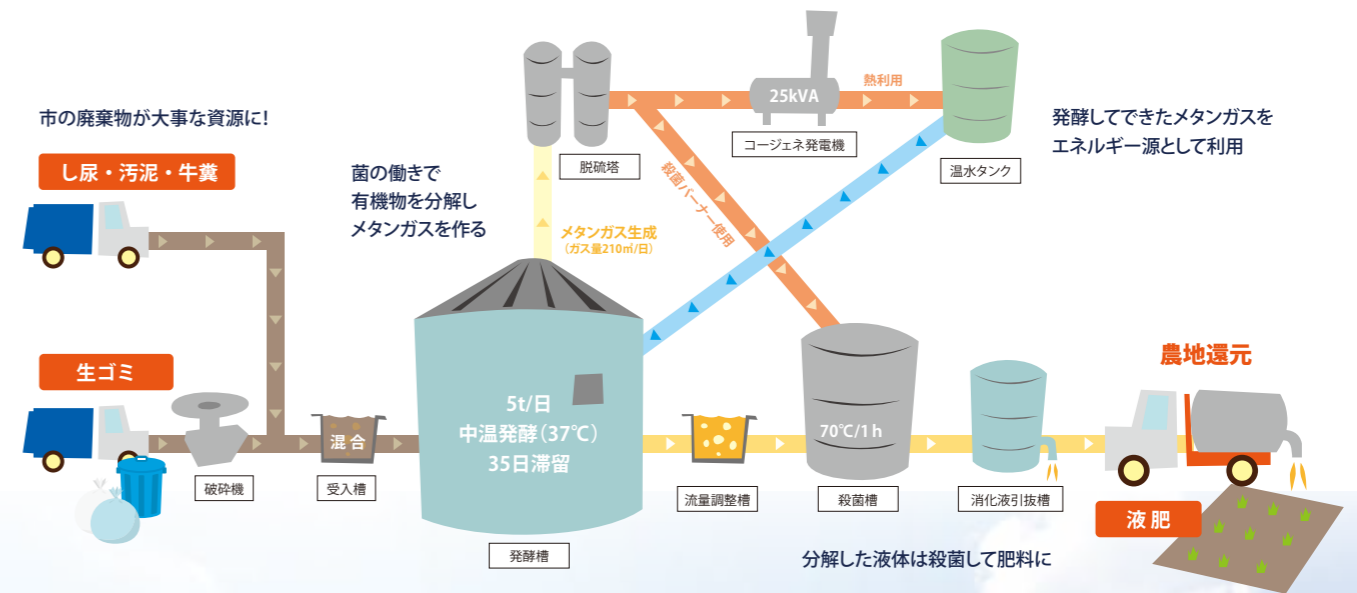 市の廃棄物が大事な資源に!
し尿・汚泥・牛糞
生ゴミ
破砕機
混合
受入槽
菌の働きで
有機物を分解し
メタンガスを作る
メタンガス生成
(ガス量210㎥/日)
脱硫塔
25kVA
コージェネ発電機
熱利用
温水タンク
発酵してできたメタンガスを
エネルギー源として利用
殺菌バーナー使用
5t/日
中温発酵(37℃)
35日滞留
発酵槽
流量調整槽
70℃/1h
殺菌槽
消化液引抜槽
農地還元
液肥
分解した液体は殺菌して肥料に